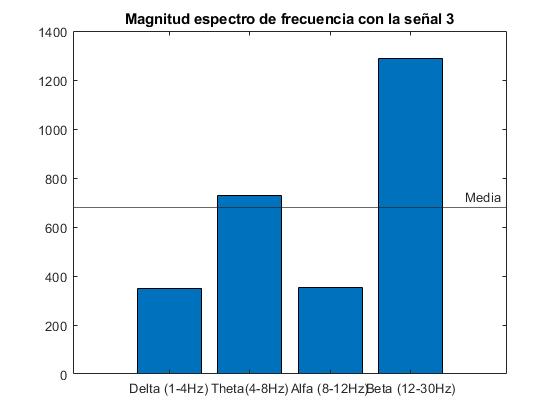 Magnitud espectro de frecuencia con la señal 3
1400
1200
1000
800
600
400
200
0
Media
Delta (1-4Hz) Theta(4-8Hz) Alfa (8-12Hz) Beta (12-30Hz)